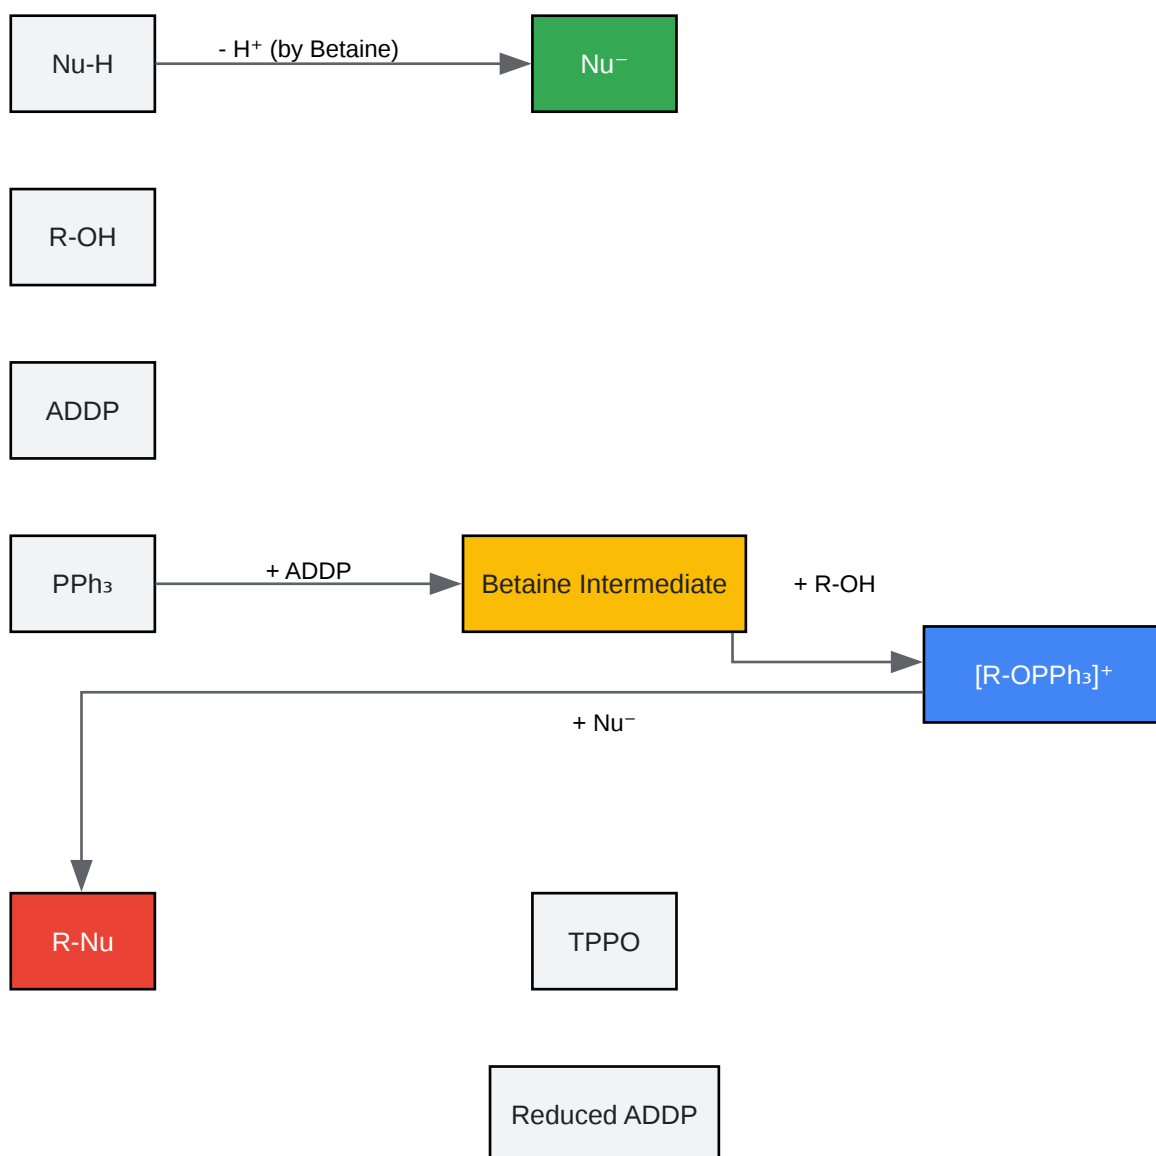 Nu-H
- H⁺ (by Betaine)
Nu⁻
R-OH
ADDP
PPh₃
+ ADDP
Betaine Intermediate
+ R-OH
[R-OPPh₃]⁺
+ Nu⁻
R-Nu
TPPO
Reduced ADDP